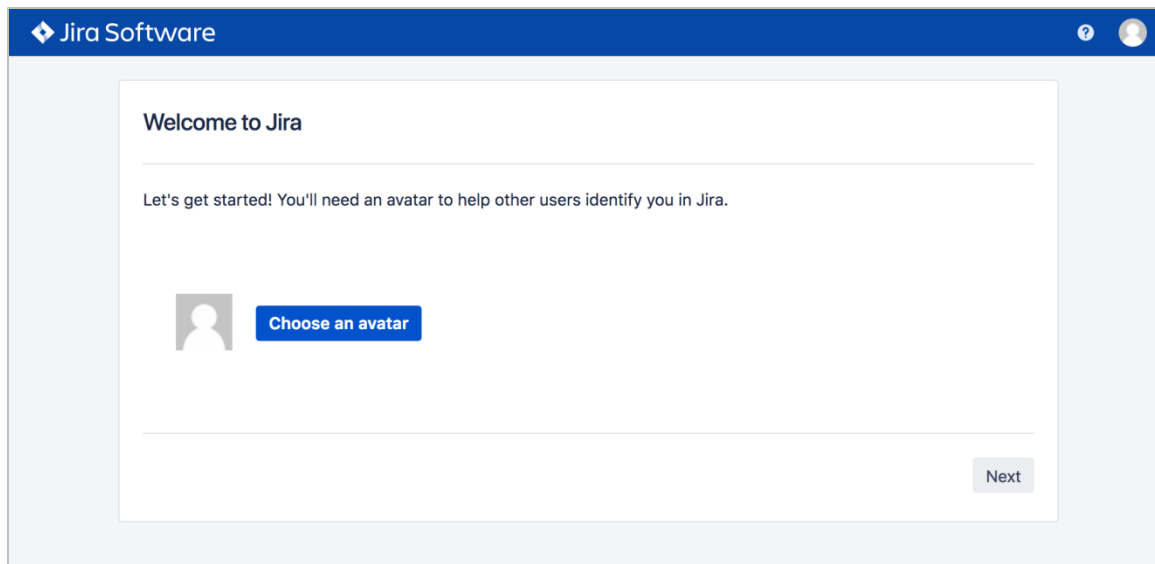 Jira Software
?
Welcome to Jira
Let's get started! You'll need an avatar to help other users identify you in Jira.
Choose an avatar
Next